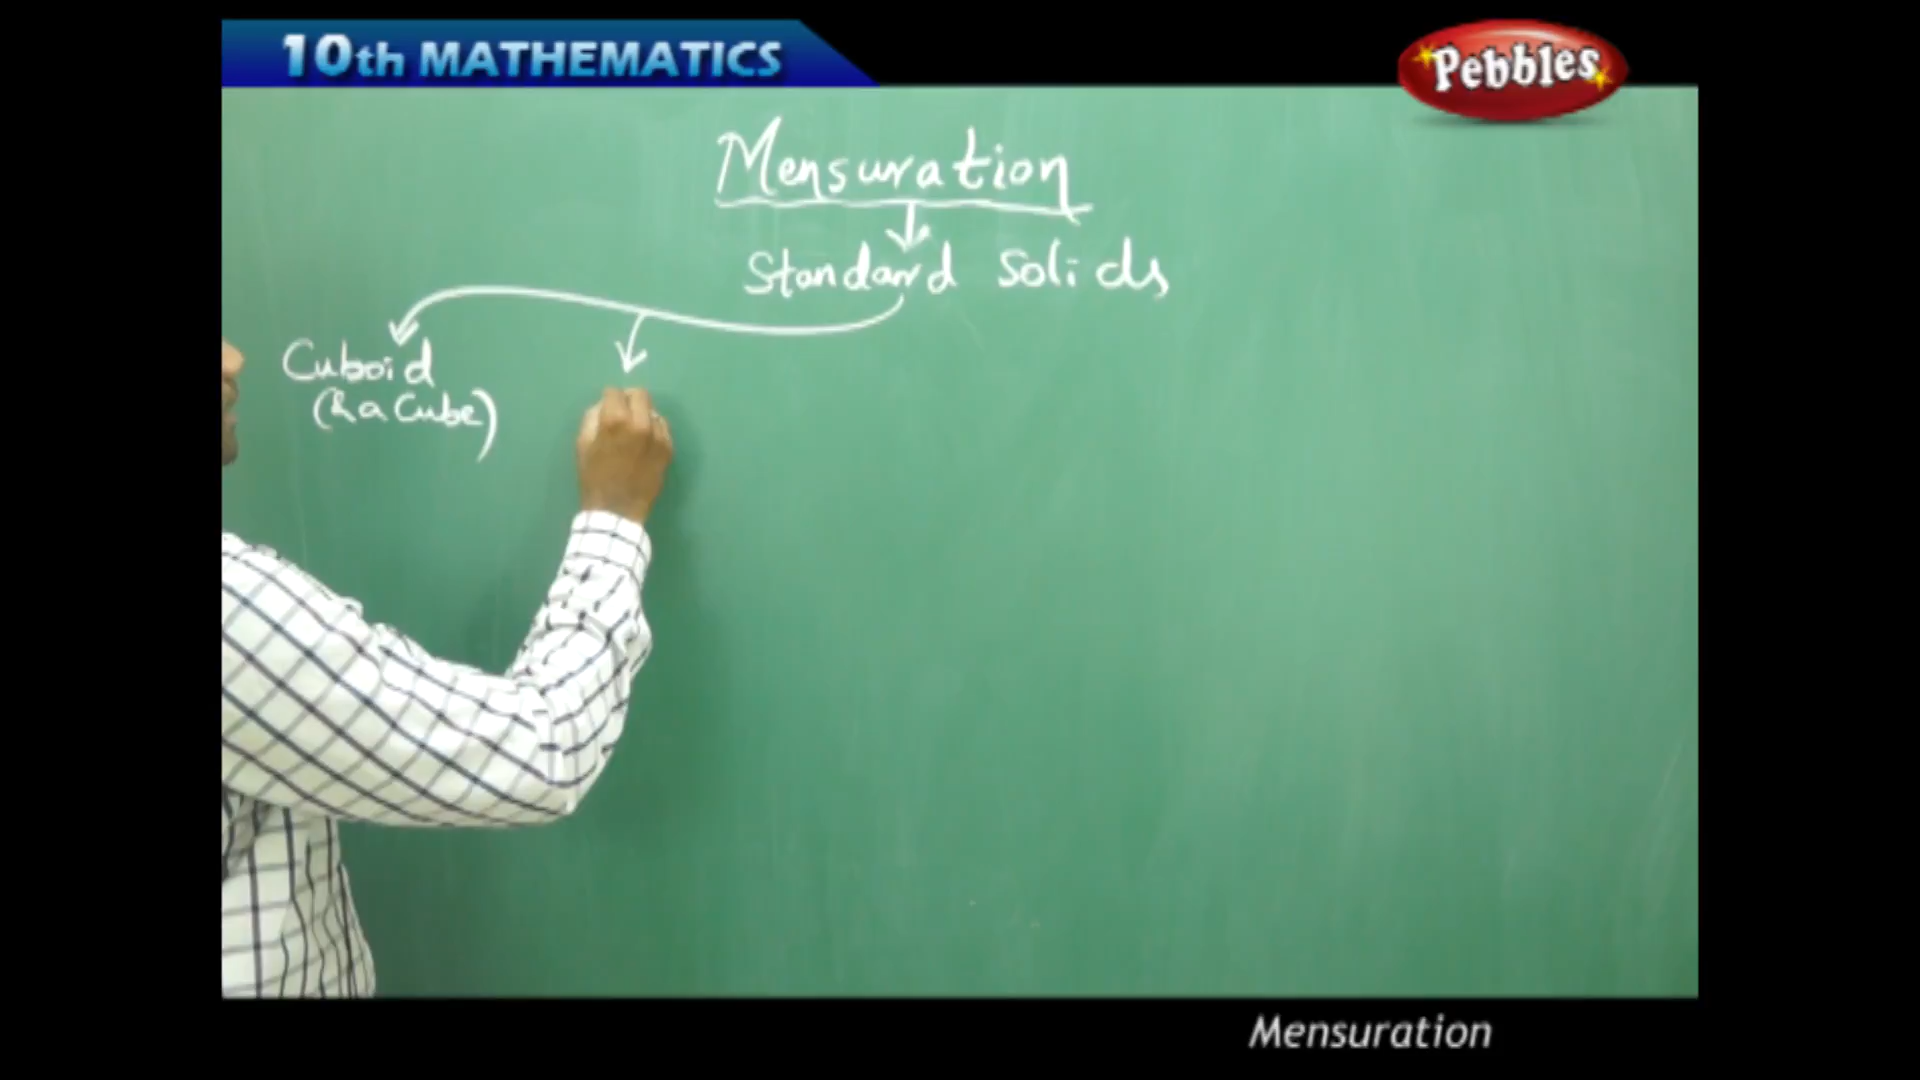 10th MATHEMATICS
Pebbles
Mensuration
Standard Solids
Cuboid
(& a Cube)
Mensuration